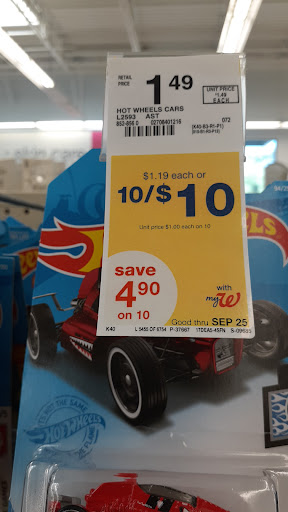 RETAIL PRICE 1 49
UNIT PRICE
$1.49
EACH
HOT WHEELS CARS
L2593 AST
072
$1.19 each or
10/$10
Unit price $1.00 each on 10
save
4.90
on 10
with
myW
Good thru SEP 25
K40
HOT WHEELS